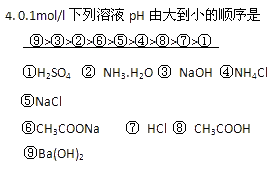 4. 0.1mol/l 下列溶液 pH 由大到小的顺序是
⑨>③>②>⑥>⑤>④>⑧>⑦>①
①H₂SO₄ ② NH₃.H₂O ③ NaOH ④NH₄Cl
⑤NaCl
⑥CH₃COONa ⑦ HCl ⑧ CH₃COOH
⑨Ba(OH)₂